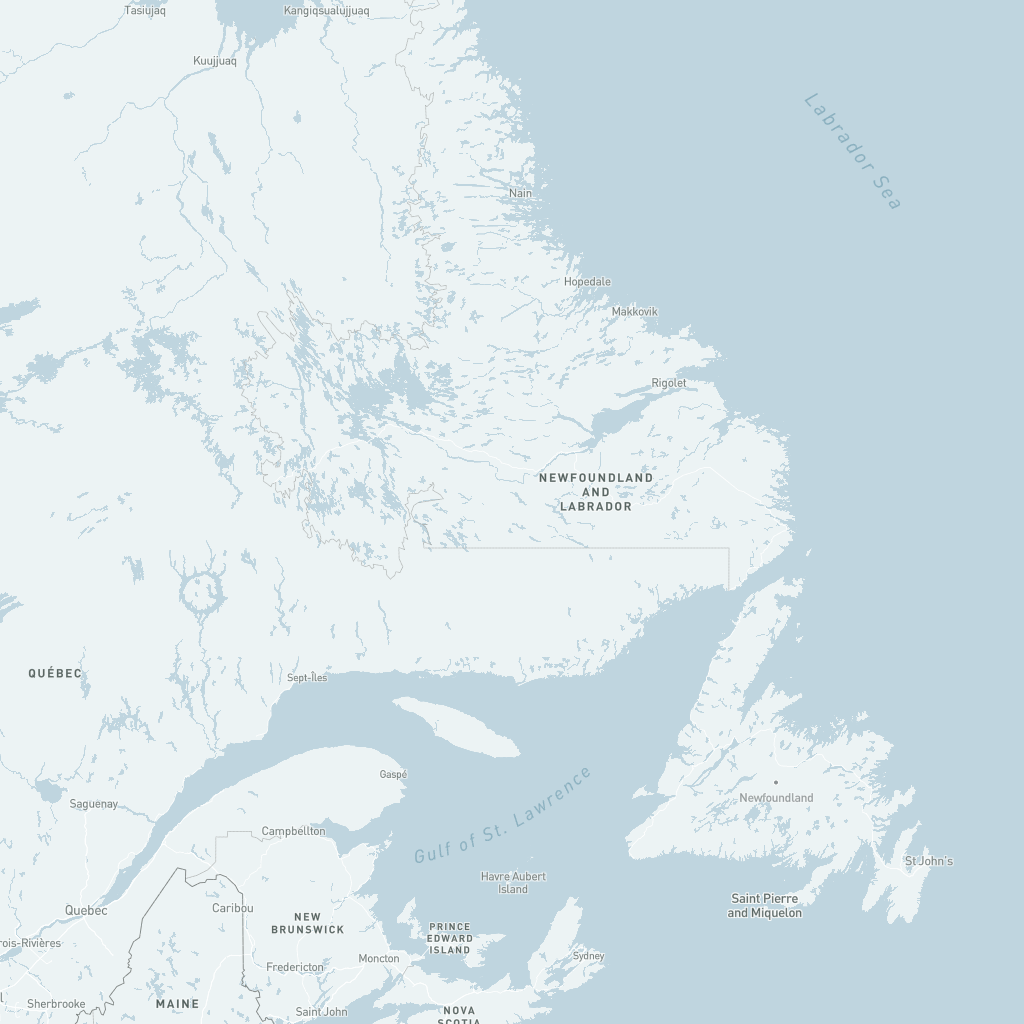 Tasiujaq
Kangiqsualujjuaq
Kuujjuaq
Labrador Sea
Nain
Hopedale
Makkovik
Rigolet
NEWFOUNDLAND
AND
LABRADOR
QUÉBEC
Sept-Îles
Gaspé
Gulf of St. Lawrence
Newfoundland
Saguenay
Campbellton
St John's
Havre Aubert
Island
Saint Pierre
and Miquelon
Québec
Caribou
NEW
BRUNSWICK
PRINCE
EDWARD
ISLAND
rois-Rivières
Moncton
Sydney
Fredericton
Sherbrooke
MAINE
Saint John
NOVA
SCOTIA